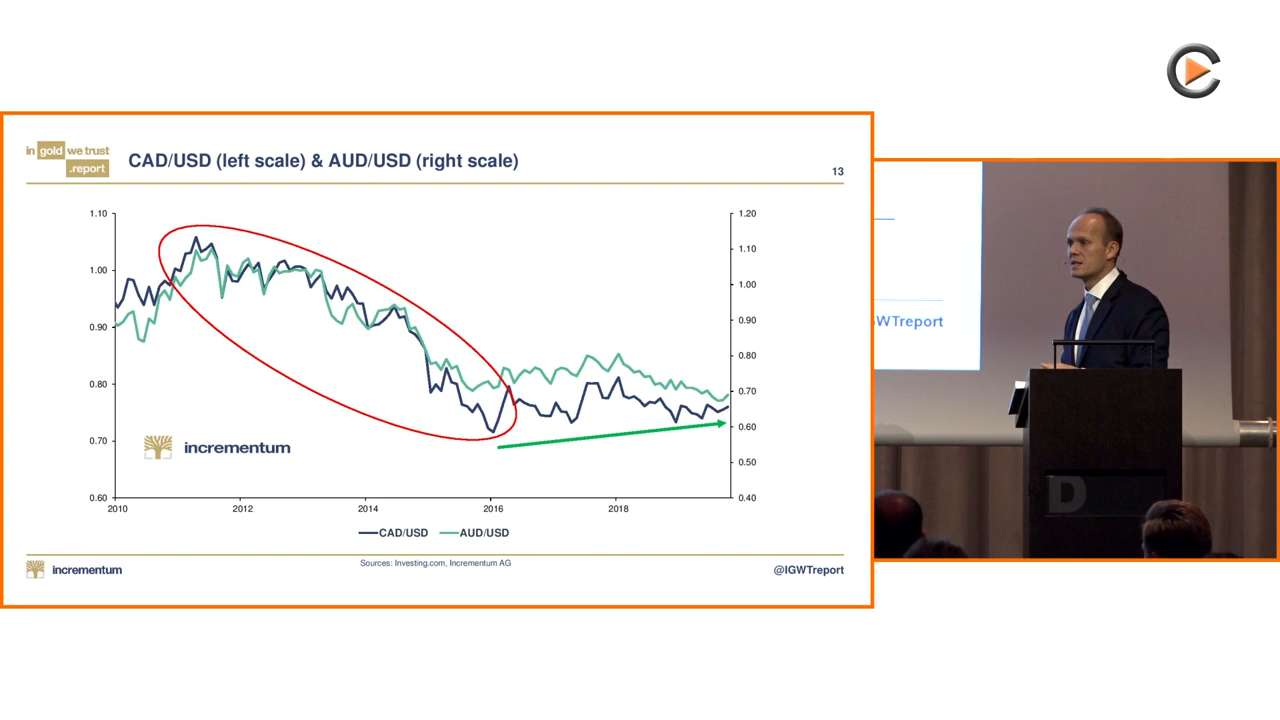 in gold we trust
.report
CAD/USD (left scale) & AUD/USD (right scale)
13
1.10
1.00
0.90
0.80
0.70
0.60
1.20
1.10
1.00
0.90
0.80
0.70
0.60
0.50
0.40
incrementum
2010
2012
2014
2016
2018
CAD/USD
AUD/USD
Sources: Investing.com, Incrementum AG
incrementum
@IGWTreport
GWTreport
D